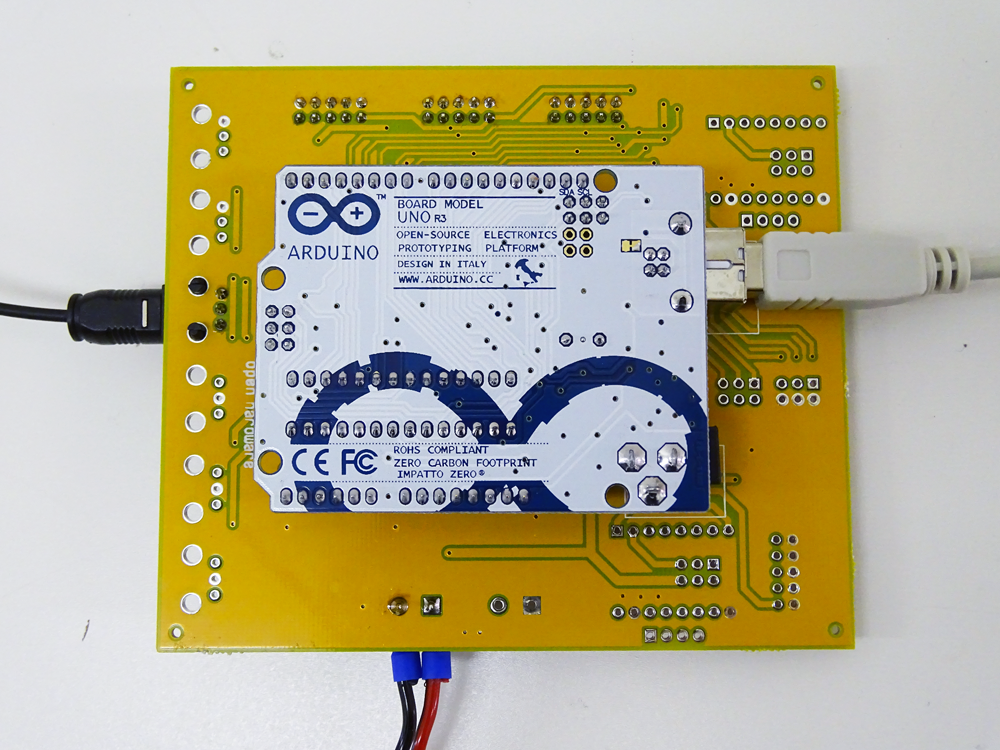 SDA SCL
TM
ARDUINO
BOARD MODEL
UNO R3
OPEN-SOURCE ELECTRONICS
PROTOTYPING PLATFORM
DESIGN IN ITALY
WWW.ARDUINO.CC
open hardware
CE FC
ROHS COMPLIANT
ZERO CARBON FOOTPRINT
IMPATTO ZERO®